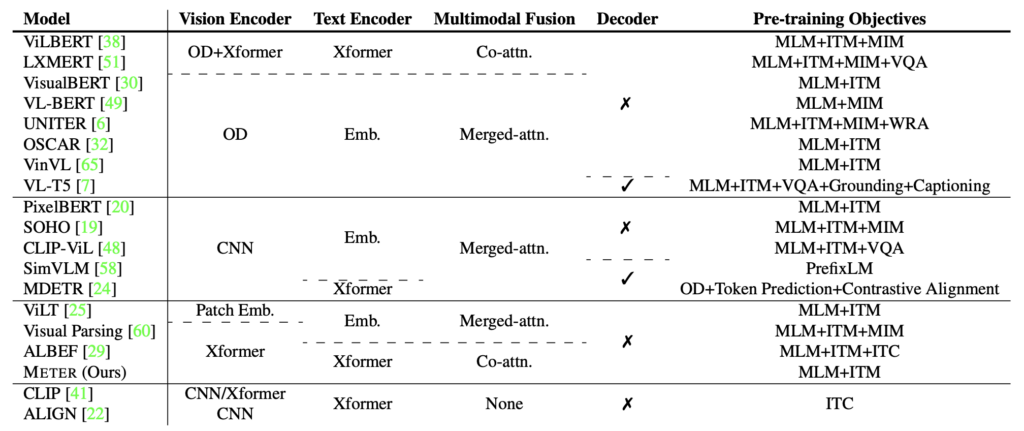 Model Vision Encoder Text Encoder Multimodal Fusion Decoder Pre-training Objectives
ViLBERT [38] OD+Xformer Xformer Co-attn. ✗ MLM+ITM+MIM
LXMERT [51] MLM+ITM+MIM+VQA
VisualBERT [30] OD Emb. Merged-attn. MLM+ITM
VL-BERT [49] MLM+MIM
UNITER [6] MLM+ITM+MIM+WRA
OSCAR [32] MLM+ITM
VinVL [65] MLM+ITM
VL-T5 [7] ✓ MLM+ITM+VQA+Grounding+Captioning
PixelBERT [20] CNN Emb. Merged-attn. ✗ MLM+ITM
SOHO [19] MLM+ITM+MIM
CLIP-ViL [48] MLM+ITM+VQA
SimVLM [58] ✓ PrefixLM
MDETR [24] Xformer OD+Token Prediction+Contrastive Alignment
ViLT [25] Patch Emb. Emb. Merged-attn. ✗ MLM+ITM
Visual Parsing [60] Xformer MLM+ITM+MIM
ALBEF [29] Xformer Co-attn. MLM+ITM+ITC
METER (Ours) MLM+ITM
CLIP [41] CNN/Xformer Xformer None ✗ ITC
ALIGN [22] CNN